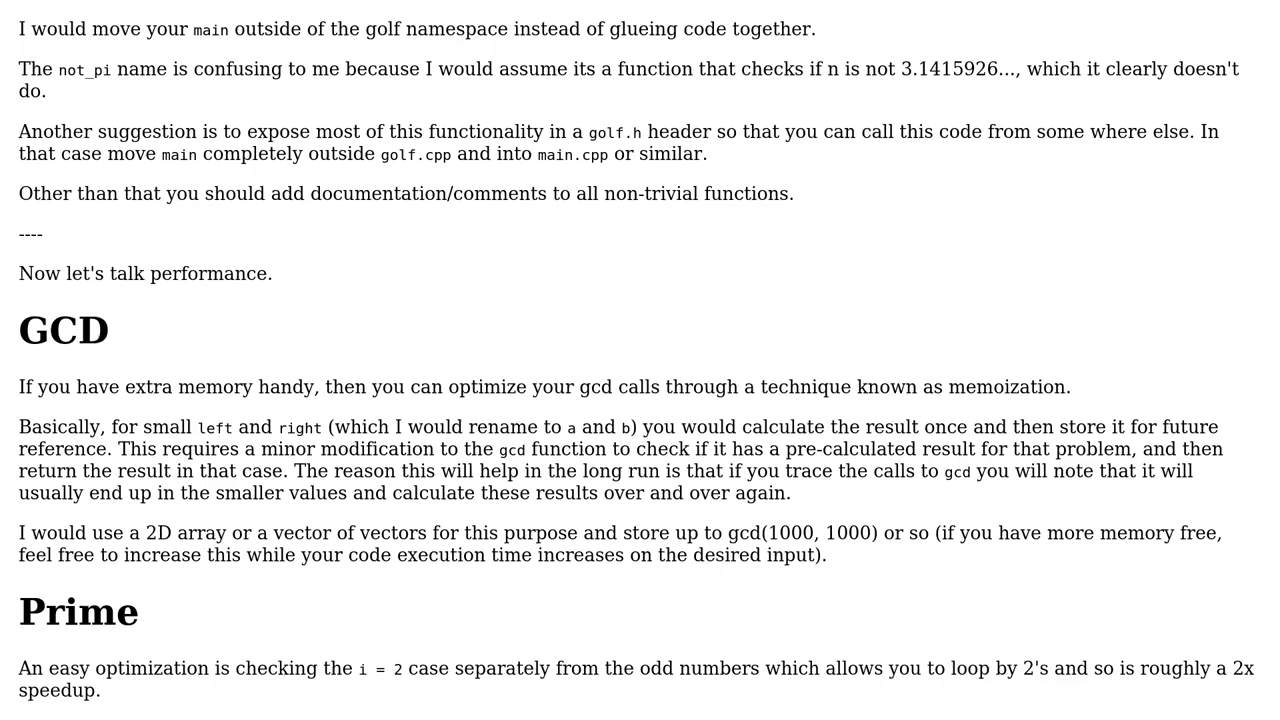 I would move your main outside of the golf namespace instead of glueing code together.
The not_pi name is confusing to me because I would assume its a function that checks if n is not 3.1415926..., which it clearly doesn't
do.
Another suggestion is to expose most of this functionality in a golf.h header so that you can call this code from some where else. In
that case move main completely outside golf.cpp and into main.cpp or similar.
Other than that you should add documentation/comments to all non-trivial functions.
----
Now let's talk performance.
GCD
If you have extra memory handy, then you can optimize your gcd calls through a technique known as memoization.
Basically, for small left and right (which I would rename to a and b) you would calculate the result once and then store it for future
reference. This requires a minor modification to the gcd function to check if it has a pre-calculated result for that problem, and then
return the result in that case. The reason this will help in the long run is that if you trace the calls to gcd you will note that it will
usually end up in the smaller values and calculate these results over and over again.
I would use a 2D array or a vector of vectors for this purpose and store up to gcd(1000, 1000) or so (if you have more memory free,
feel free to increase this while your code execution time increases on the desired input).
Prime
An easy optimization is checking the i = 2 case separately from the odd numbers which allows you to loop by 2's and so is roughly a 2x
speedup.